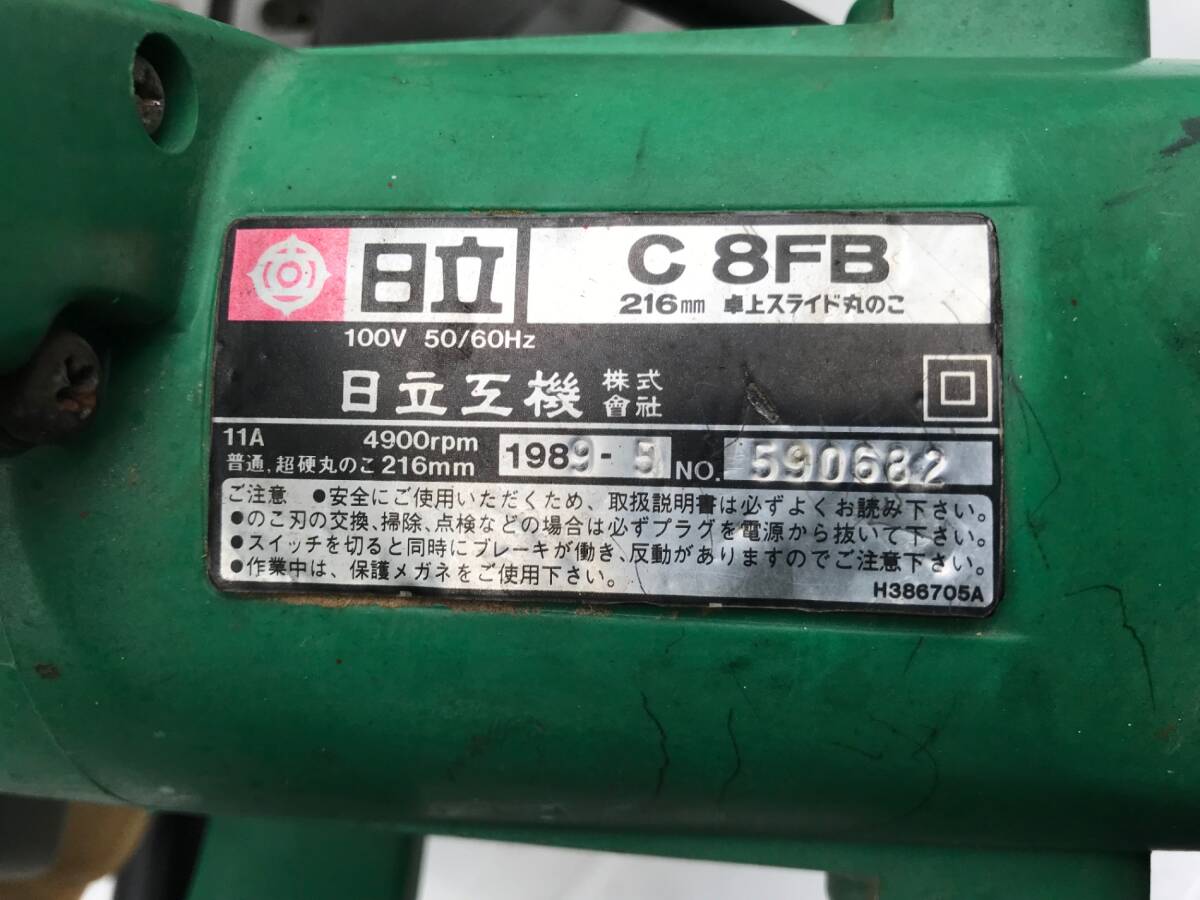 日立 C 8FB
216mm 卓上スライド丸のこ
100V 50/60Hz
日立工機 株式會社
11A 4900rpm
普通,超硬丸のこ 216mm 1989-5 NO. 590682
ご注意 ●安全にご使用いただくため、取扱説明書は必ずよくお読み下さい。
●のこ刃の交換、掃除、点検などの場合は必ずプラグを電源から抜いて下さい。
●スイッチを切ると同時にブレーキが働き、反動がありますのでご注意下さい。
●作業中は、保護メガネをご使用下さい。
H386705A